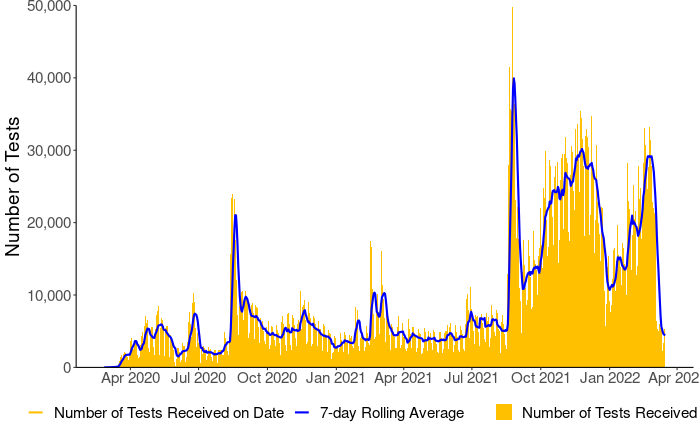 50,000
40,000
30,000
20,000
10,000
0
Number of Tests
Apr 2020 Jul 2020 Oct 2020 Jan 2021 Apr 2021 Jul 2021 Oct 2021 Jan 2022 Apr 202
Number of Tests Received on Date 7-day Rolling Average Number of Tests Received